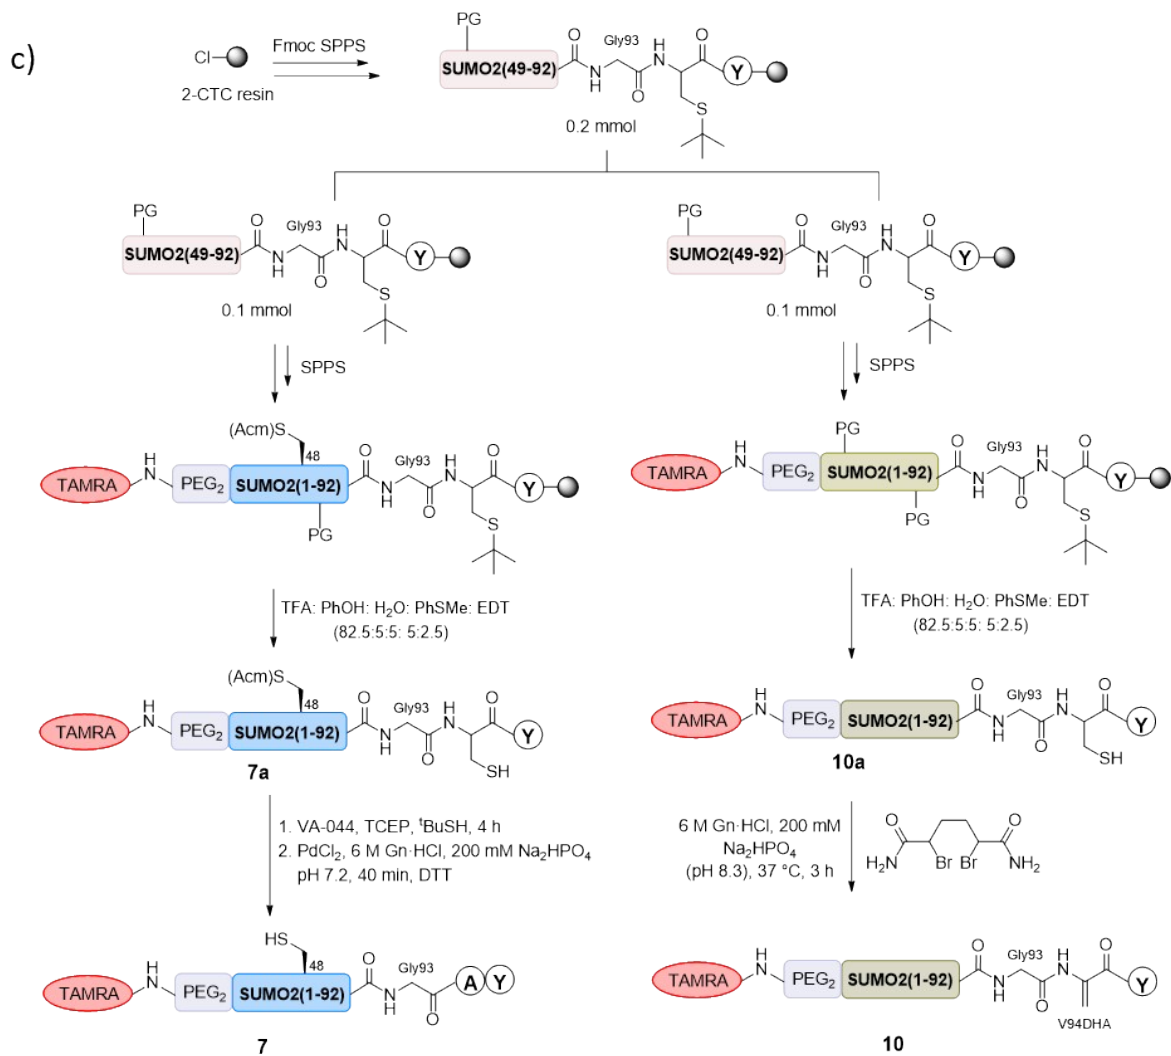 c)
Cl
Fmoc SPPS
2-CTC resin
PG
SUMO2(49-92)
O
N
H
Gly93
O
H
N
O
S
Y
0.2 mmol
PG
SUMO2(49-92)
O
N
H
Gly93
O
H
N
O
S
Y
0.1 mmol
PG
SUMO2(49-92)
O
N
H
Gly93
O
H
N
O
S
Y
0.1 mmol
SPPS
SPPS
TAMRA
H
N
PEG2
(Acm)S
48
SUMO2(1-92)
PG
O
N
H
Gly93
O
H
N
O
S
Y
TAMRA
H
N
PEG2
PG
SUMO2(1-92)
PG
O
N
H
Gly93
O
H
N
O
S
Y
TFA: PhOH: H2O: PhSMe: EDT
(82.5:5:5: 5:2.5)
TFA: PhOH: H2O: PhSMe: EDT
(82.5:5:5: 5:2.5)
TAMRA
H
N
PEG2
(Acm)S
48
SUMO2(1-92)
O
N
H
Gly93
O
H
N
O
SH
Y
7a
TAMRA
H
N
PEG2
SUMO2(1-92)
O
N
H
Gly93
O
H
N
O
SH
Y
10a
1. VA-044, TCEP, tBuSH, 4 h
2. PdCl2, 6 M Gn·HCl, 200 mM Na2HPO4
pH 7.2, 40 min, DTT
6 M Gn·HCl, 200 mM
Na2HPO4
(pH 8.3), 37 °C, 3 h
O
H2N
Br
Br
O
NH2
TAMRA
H
N
PEG2
HS
48
SUMO2(1-92)
O
N
H
Gly93
O
A
Y
7
TAMRA
H
N
PEG2
SUMO2(1-92)
O
N
H
Gly93
O
H
N
O
Y
V94DHA
10